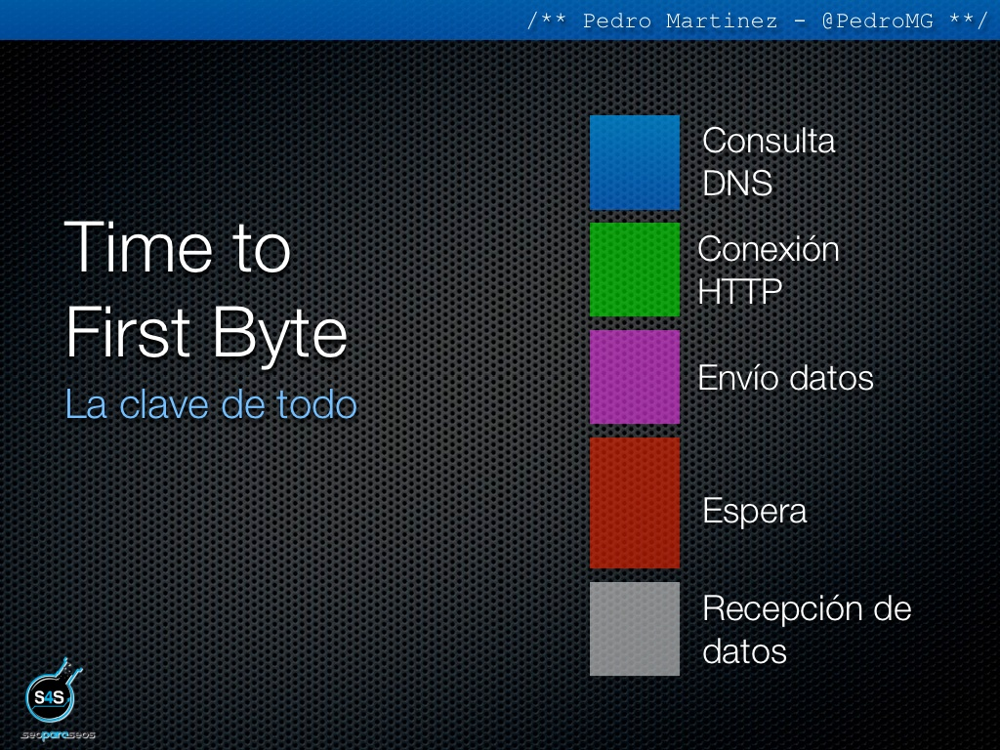 /** Pedro Martinez - @PedroMG **/
Time to
First Byte
La clave de todo
Consulta
DNS
Conexión
HTTP
Envío datos
Espera
Recepción de
datos
S4S
seoparaseos